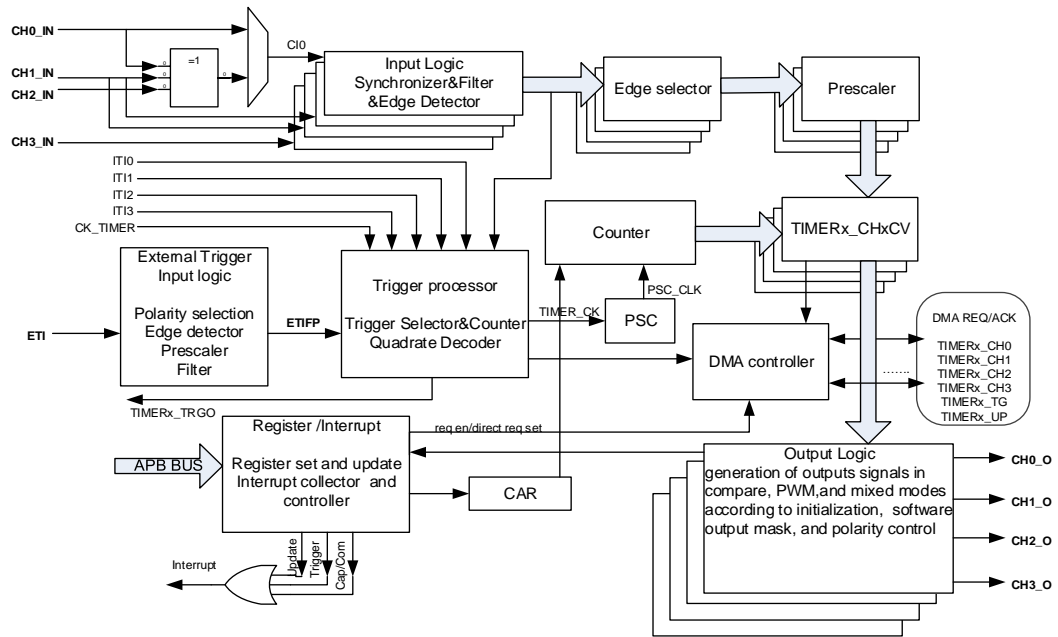 CH0_IN
CH1_IN
CH2_IN
CH3_IN
=1
CI0
Input Logic
Synchronizer&Filter
&Edge Detector
Edge selector
Prescaler
ITI0
ITI1
ITI2
ITI3
CK_TIMER
Counter
TIMERx_CHxCV
External Trigger
Input logic
Polarity selection
Edge detector
Prescaler
Filter
ETI
ETIFP
Trigger processor
Trigger Selector&Counter
Quadrate Decoder
TIMER_CK
PSC_CLK
PSC
DMA controller
DMA REQ/ACK
TIMERx_CH0
TIMERx_CH1
TIMERx_CH2
TIMERx_CH3
TIMERx_TG
TIMERx_UP
........
TIMERx_TRGO
Register /Interrupt
Register set and update
Interrupt collector and
controller
APB BUS
req en/direct req set
CAR
Output Logic
generation of outputs signals in
compare, PWM,and mixed modes
according to initialization, software
output mask, and polarity control
CH0_O
CH1_O
CH2_O
CH3_O
Update
Trigger
Cap/Com
Interrupt